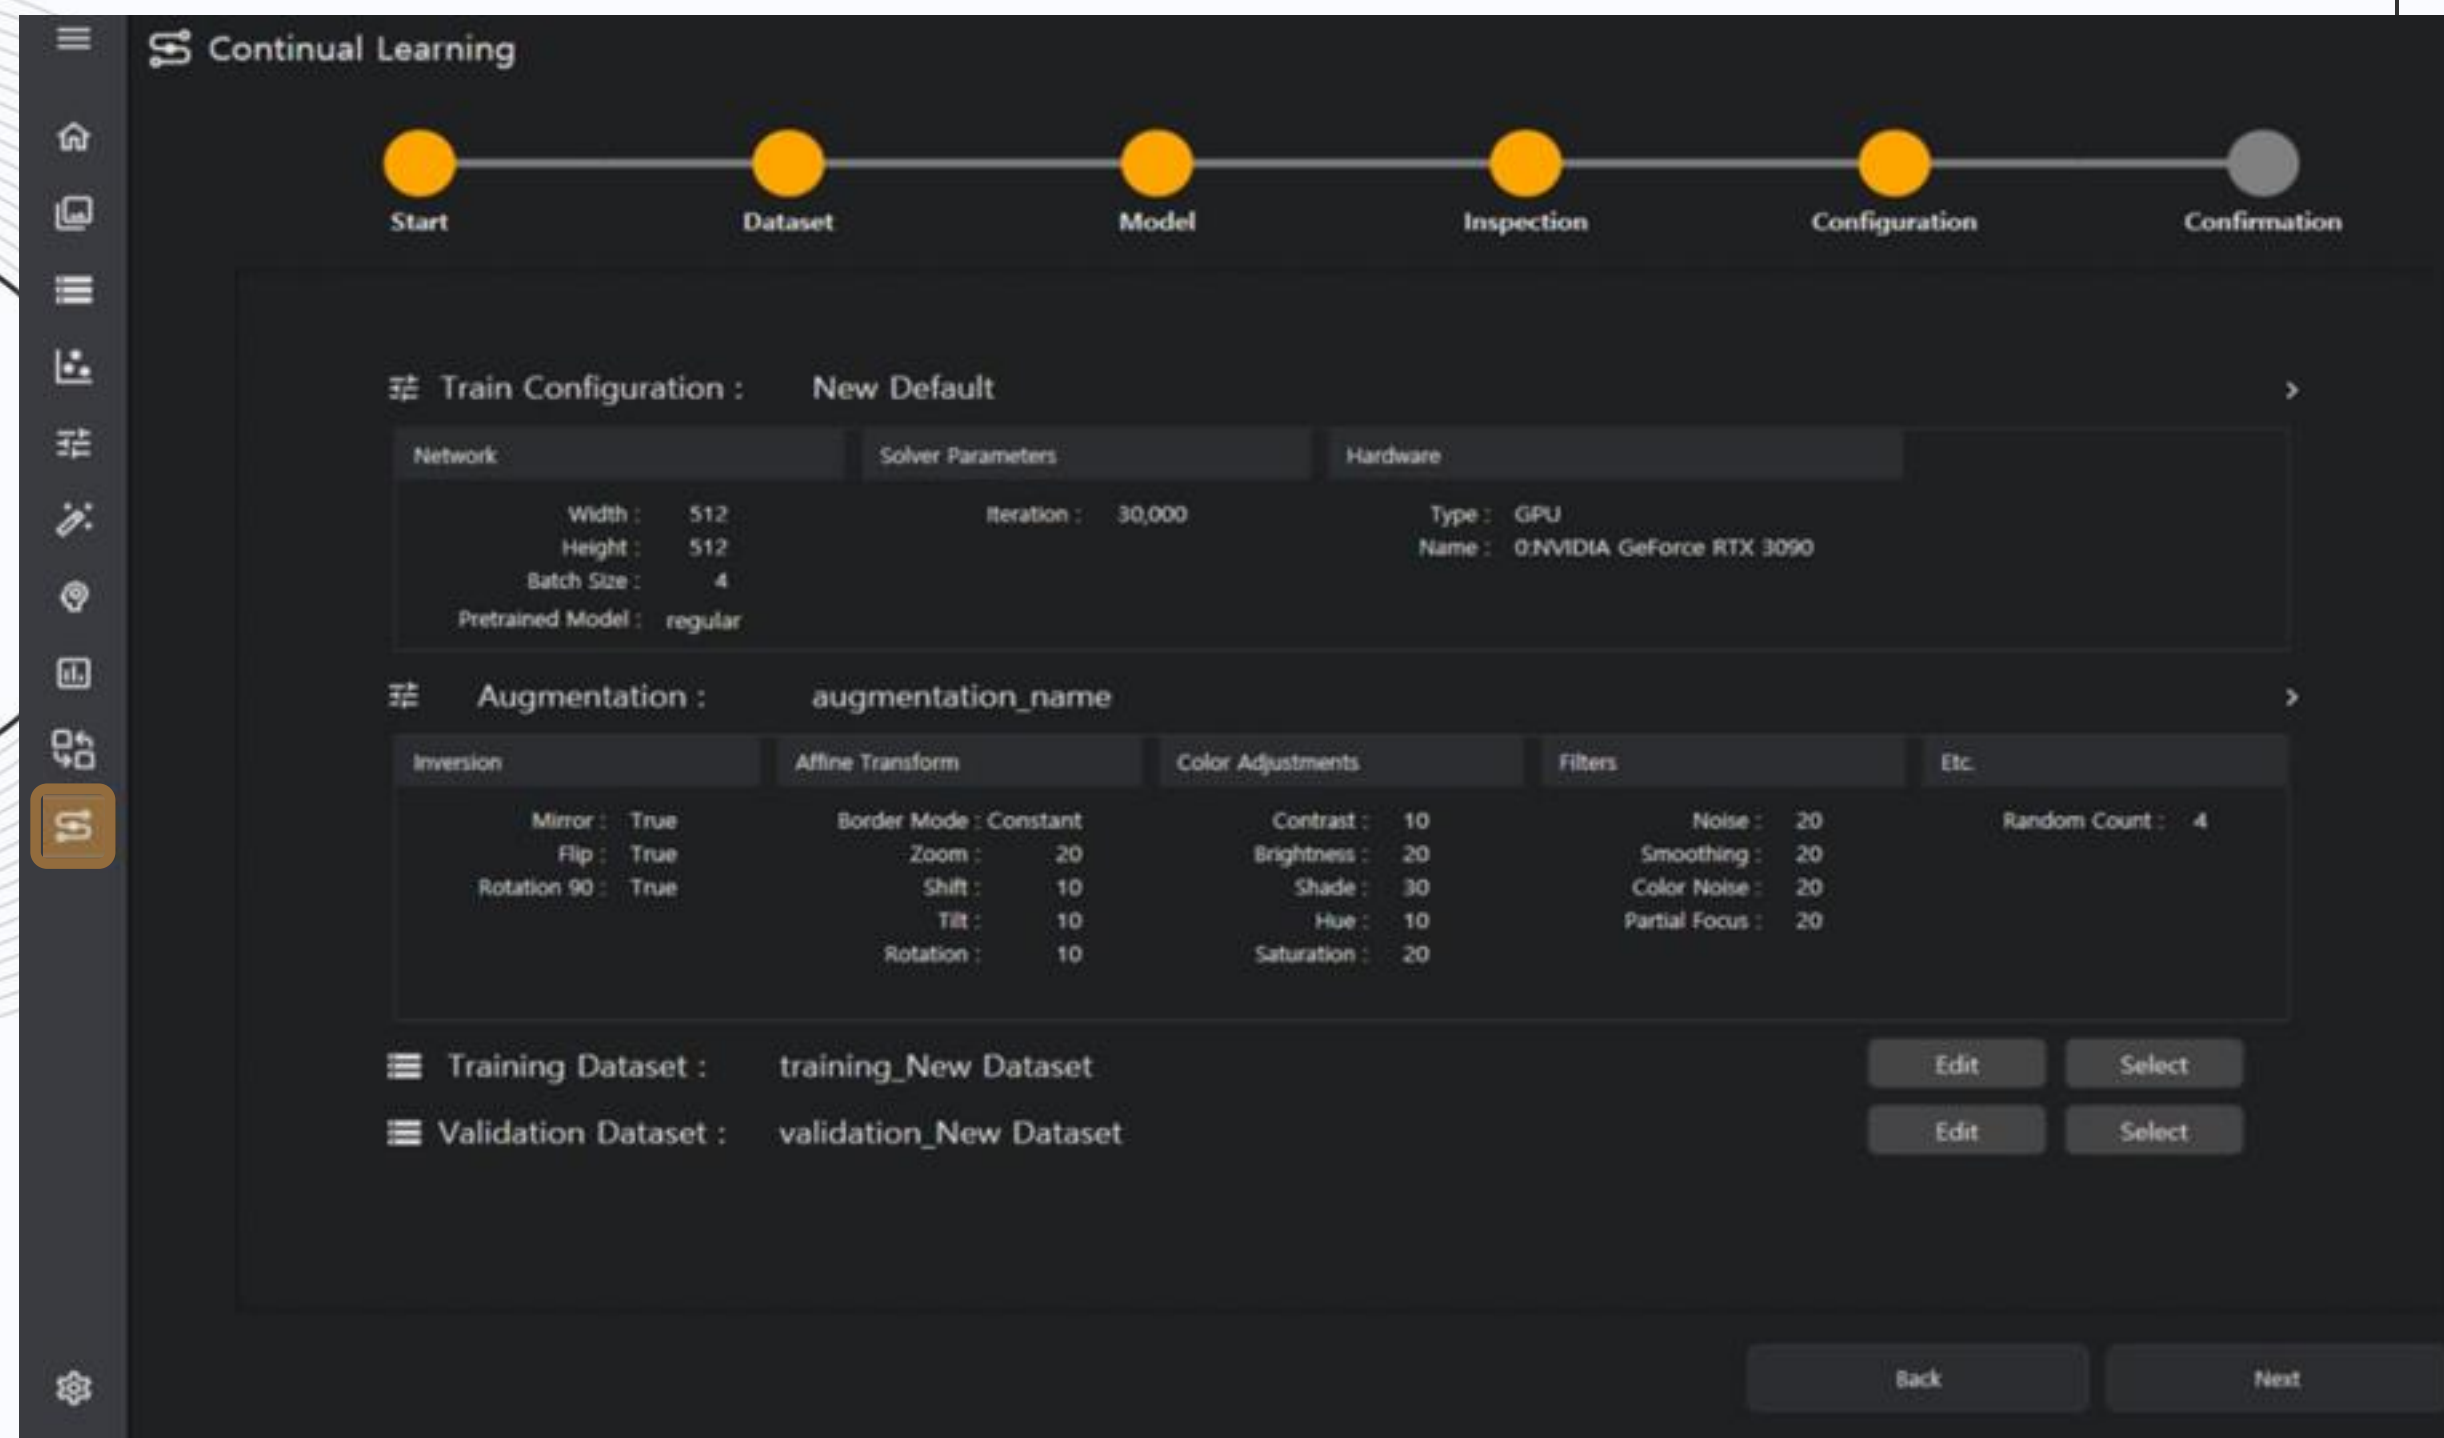 Continual Learning
Start Dataset Model Inspection Configuration Confirmation
Train Configuration : New Default
Network Solver Parameters Hardware
Width : 512 Iteration : 30,000 Type : GPU
Height : 512 Name : 0:NVIDIA GeForce RTX 3090
Batch Size : 4
Pretrained Model : regular
Augmentation : augmentation_name
Inversion Affine Transform Color Adjustments Filters Etc.
Mirror : True Border Mode : Constant Contrast : 10 Noise : 20 Random Count : 4
Flip : True Zoom : 20 Brightness : 20 Smoothing : 20
Rotation 90 : True Shift : 10 Shade : 30 Color Noise : 20
Tilt : 10 Hue : 10 Partial Focus : 20
Rotation : 10 Saturation : 20
Training Dataset : training_New Dataset Edit Select
Validation Dataset : validation_New Dataset Edit Select
Back Next